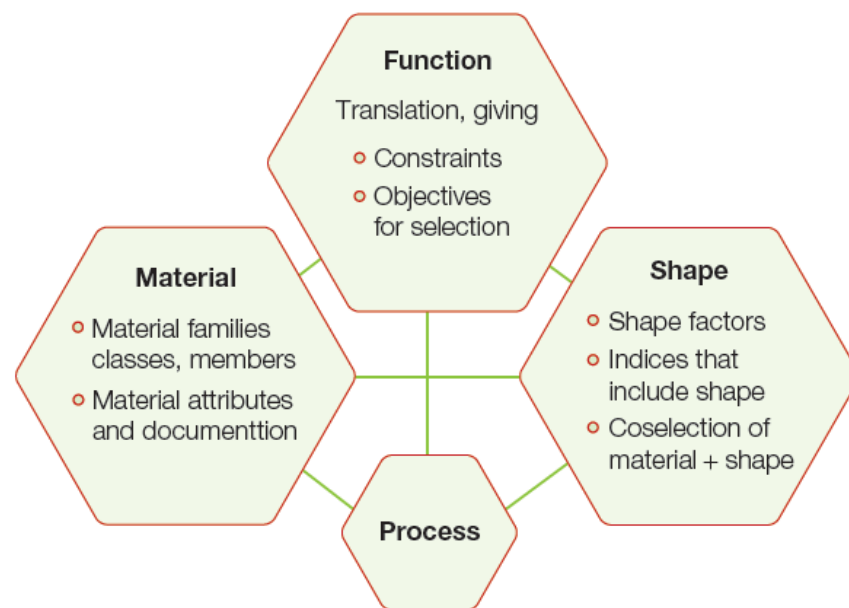 Function
Translation, giving
Constraints
Objectives
for selection
Material
Material families
classes, members
Material attributes
and documenttion
Shape
Shape factors
Indices that
include shape
Coselection of
material + shape
Process